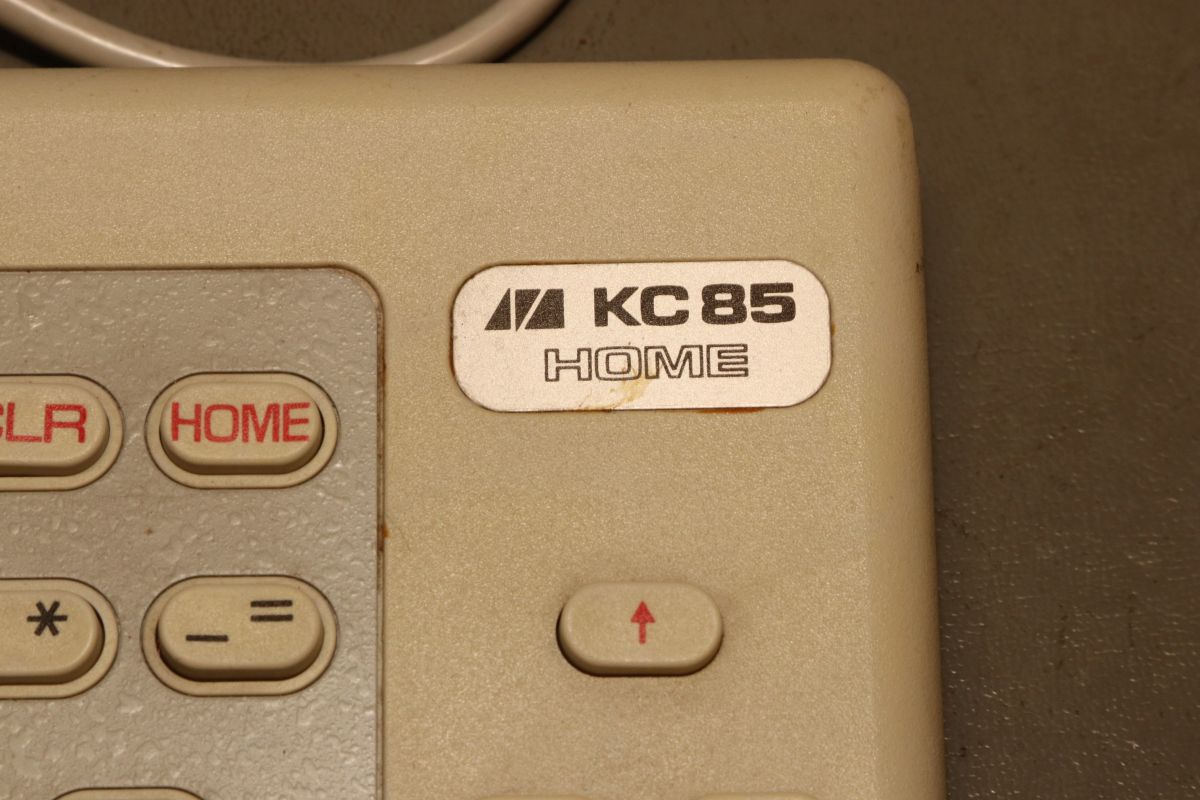 KC 85
HOME
CLR
HOME
*
– =
↑